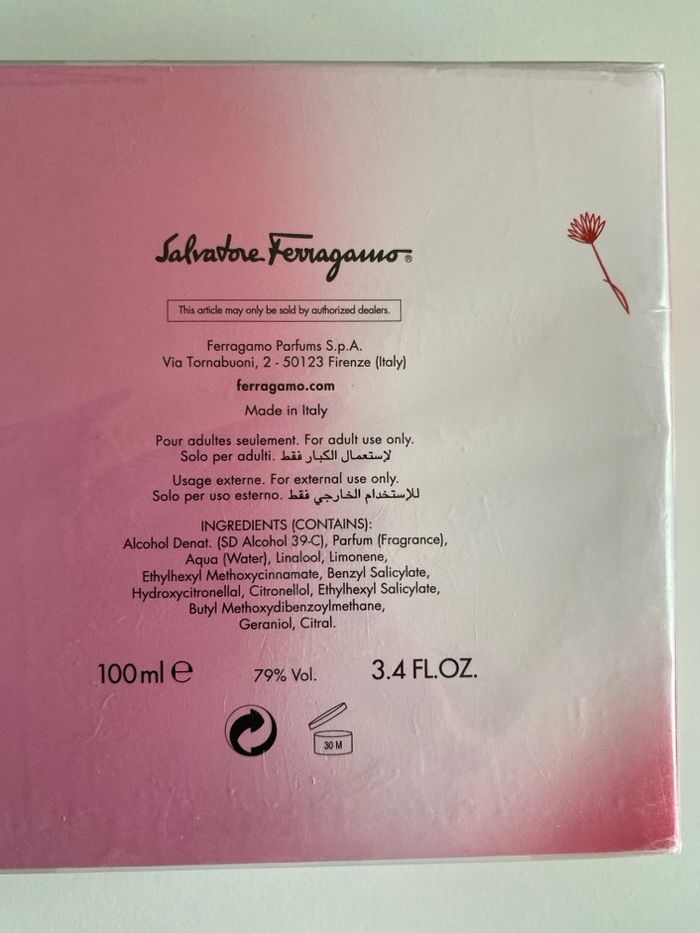 Salvatore Ferragamo®
This article may only be sold by authorized dealers.
Ferragamo Parfums S.p.A.
Via Tornabuoni, 2 - 50123 Firenze (Italy)
ferragamo.com
Made in Italy
Pour adultes seulement. For adult use only.
Solo per adulti. لإستعمال الكبار فقط
Usage externe. For external use only.
Solo per uso esterno. للإستخدام الخارجي فقط
INGREDIENTS (CONTAINS):
Alcohol Denat. (SD Alcohol 39-C), Parfum (Fragrance),
Aqua (Water), Linalool, Limonene,
Ethylhexyl Methoxycinnamate, Benzyl Salicylate,
Hydroxycitronellal, Citronellol, Ethylhexyl Salicylate,
Butyl Methoxydibenzoylmethane,
Geraniol, Citral.
100 ml ℮ 79% Vol. 3.4 FL.OZ.
30 M